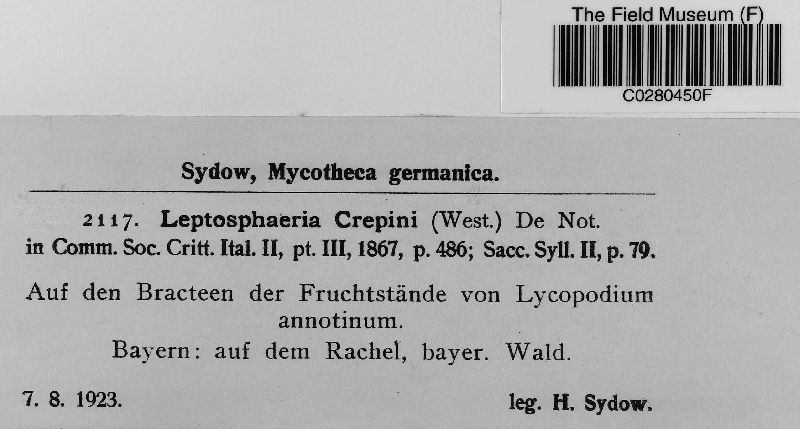 The Field Museum (F)
C0280450F
Sydow, Mycotheca germanica.
2117. Leptosphaeria Crepini (West.) De Not.
in Comm. Soc. Critt. Ital. II, pt. III, 1867, p. 486; Sacc. Syll. II, p. 79.
Auf den Bracteen der Fruchtstände von Lycopodium
annotinum.
Bayern: auf dem Rachel, bayer. Wald.
7. 8. 1923. leg. H. Sydow.